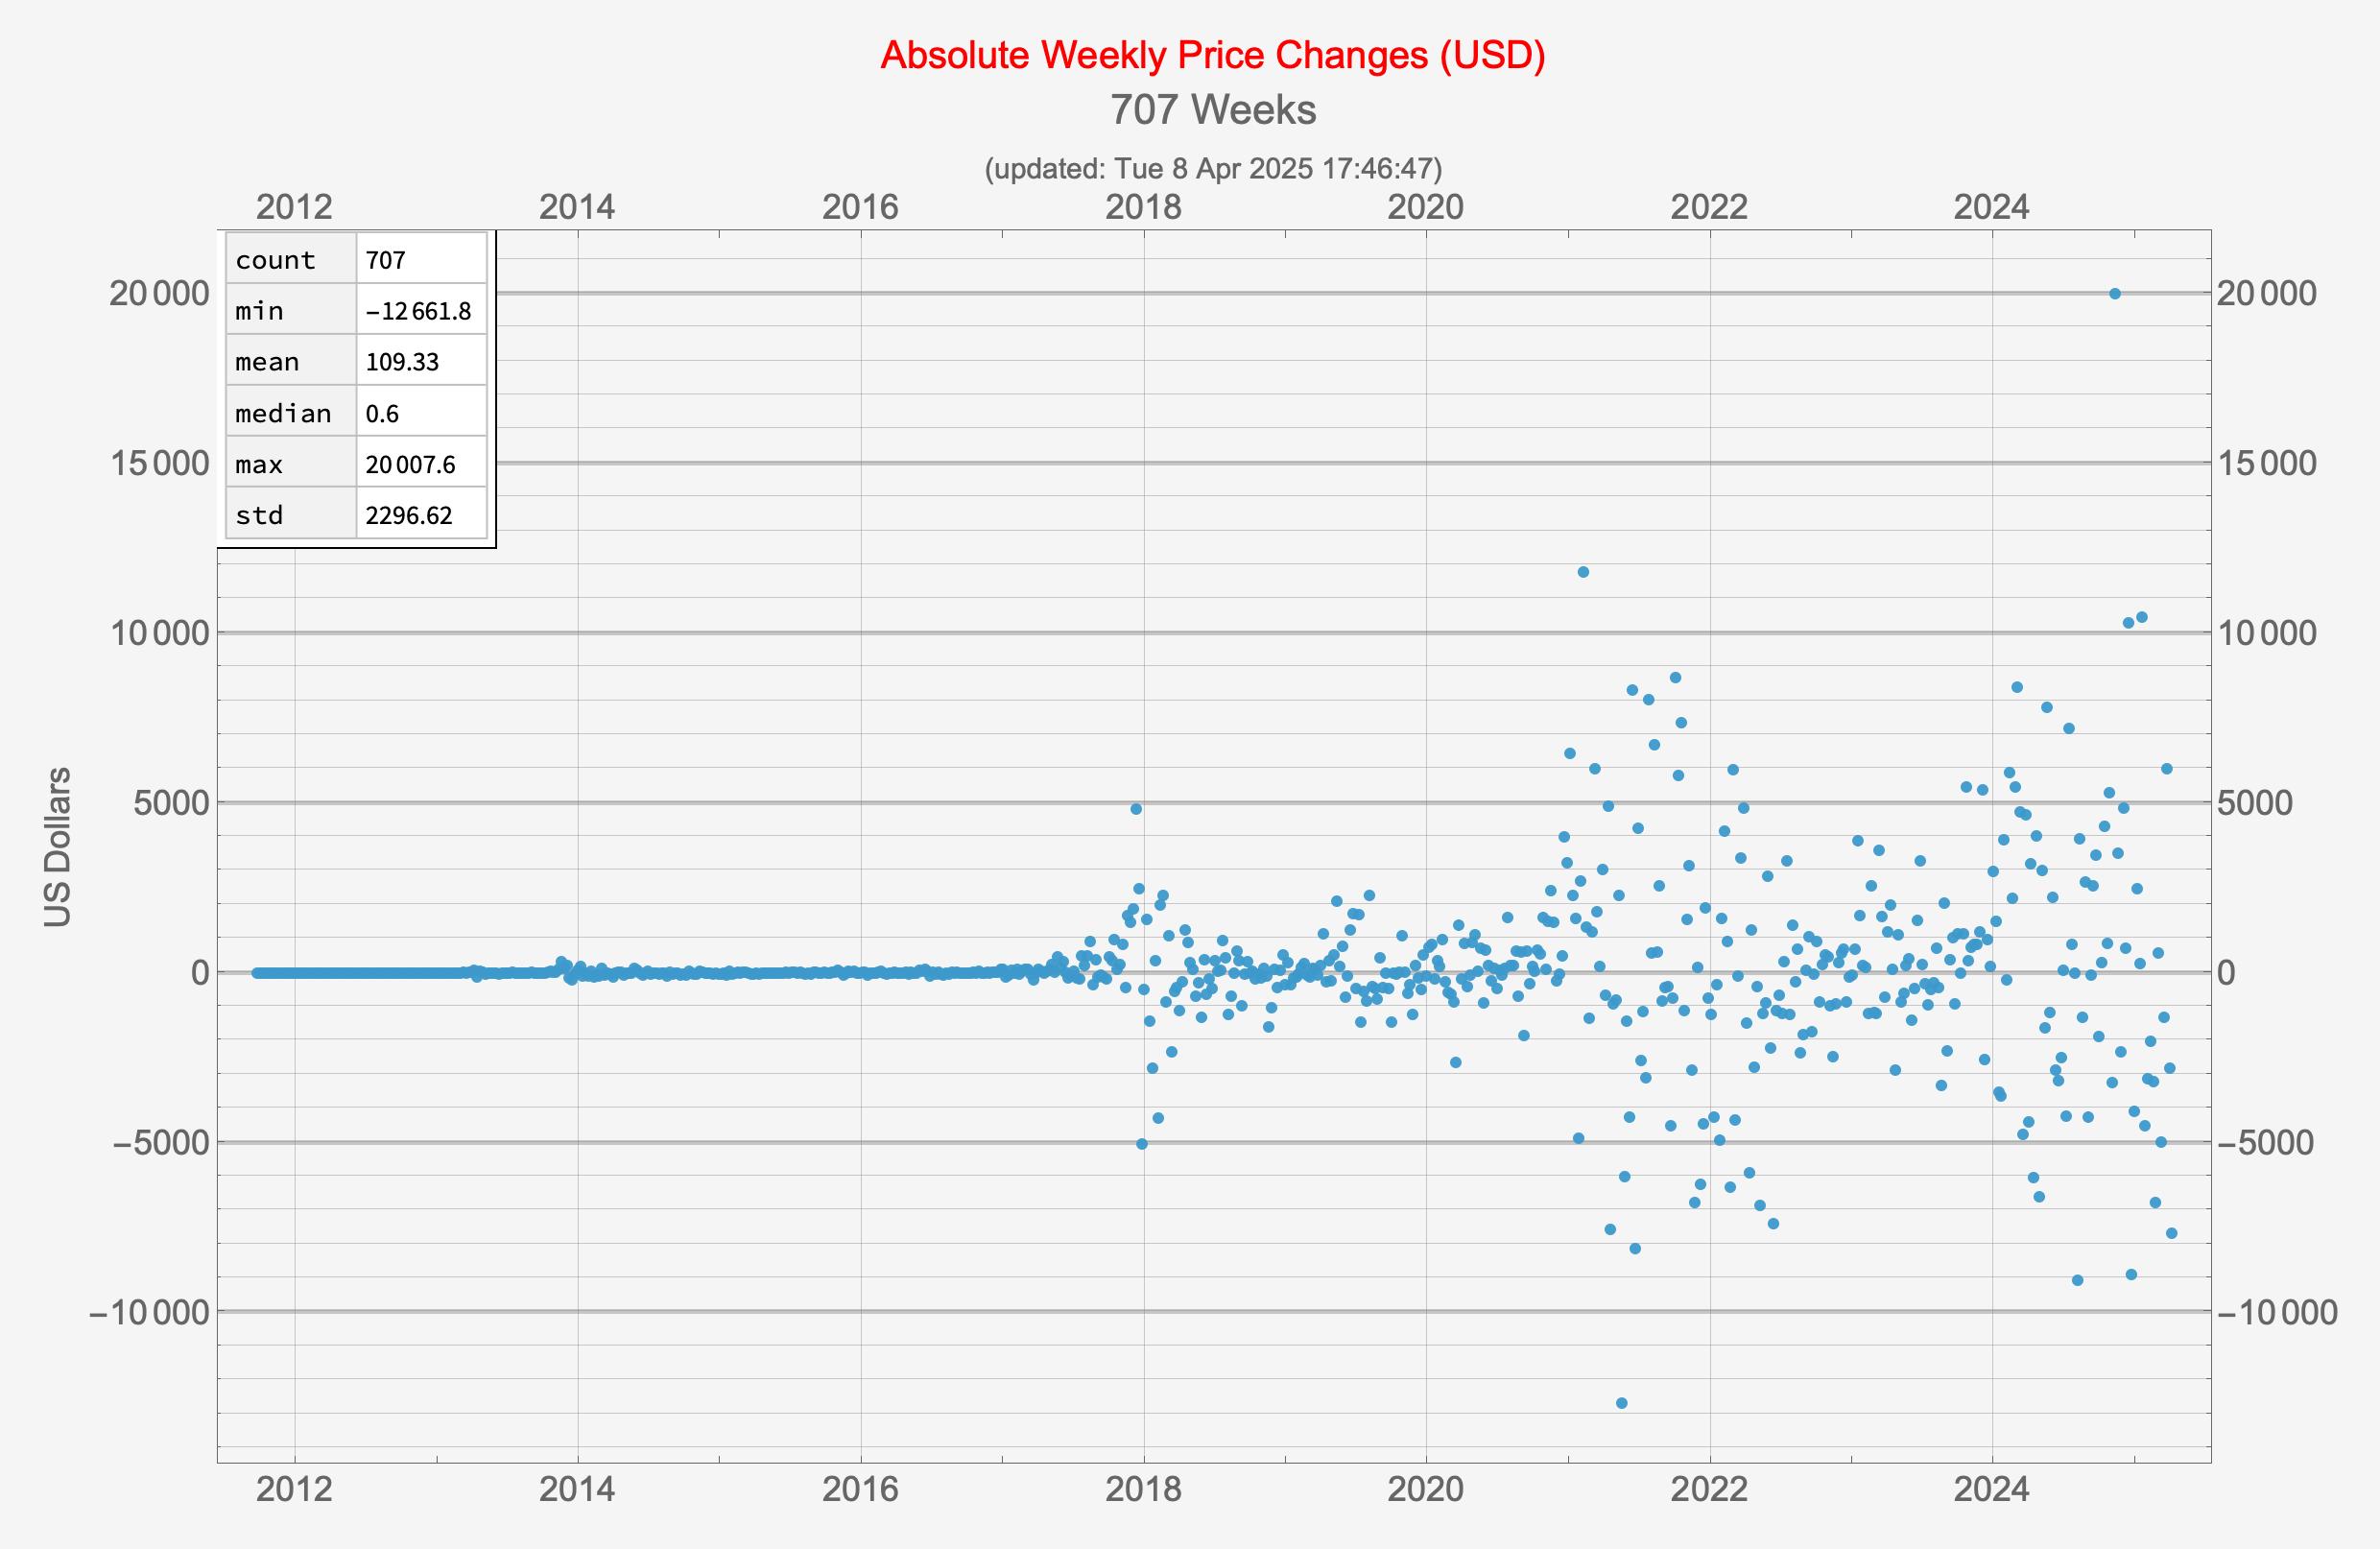 Absolute Weekly Price Changes (USD)
707 Weeks
(updated: Tue 8 Apr 2025 17:46:47)
2012 2014 2016 2018 2020 2022 2024
count 707
min −12 661.8
mean 109.33
median 0.6
max 20 007.6
std 2296.62
20 000 20 000
15 000 15 000
10 000 10 000
5000 5000
0 0
−5000 −5000
−10 000 −10 000
US Dollars
2012 2014 2016 2018 2020 2022 2024